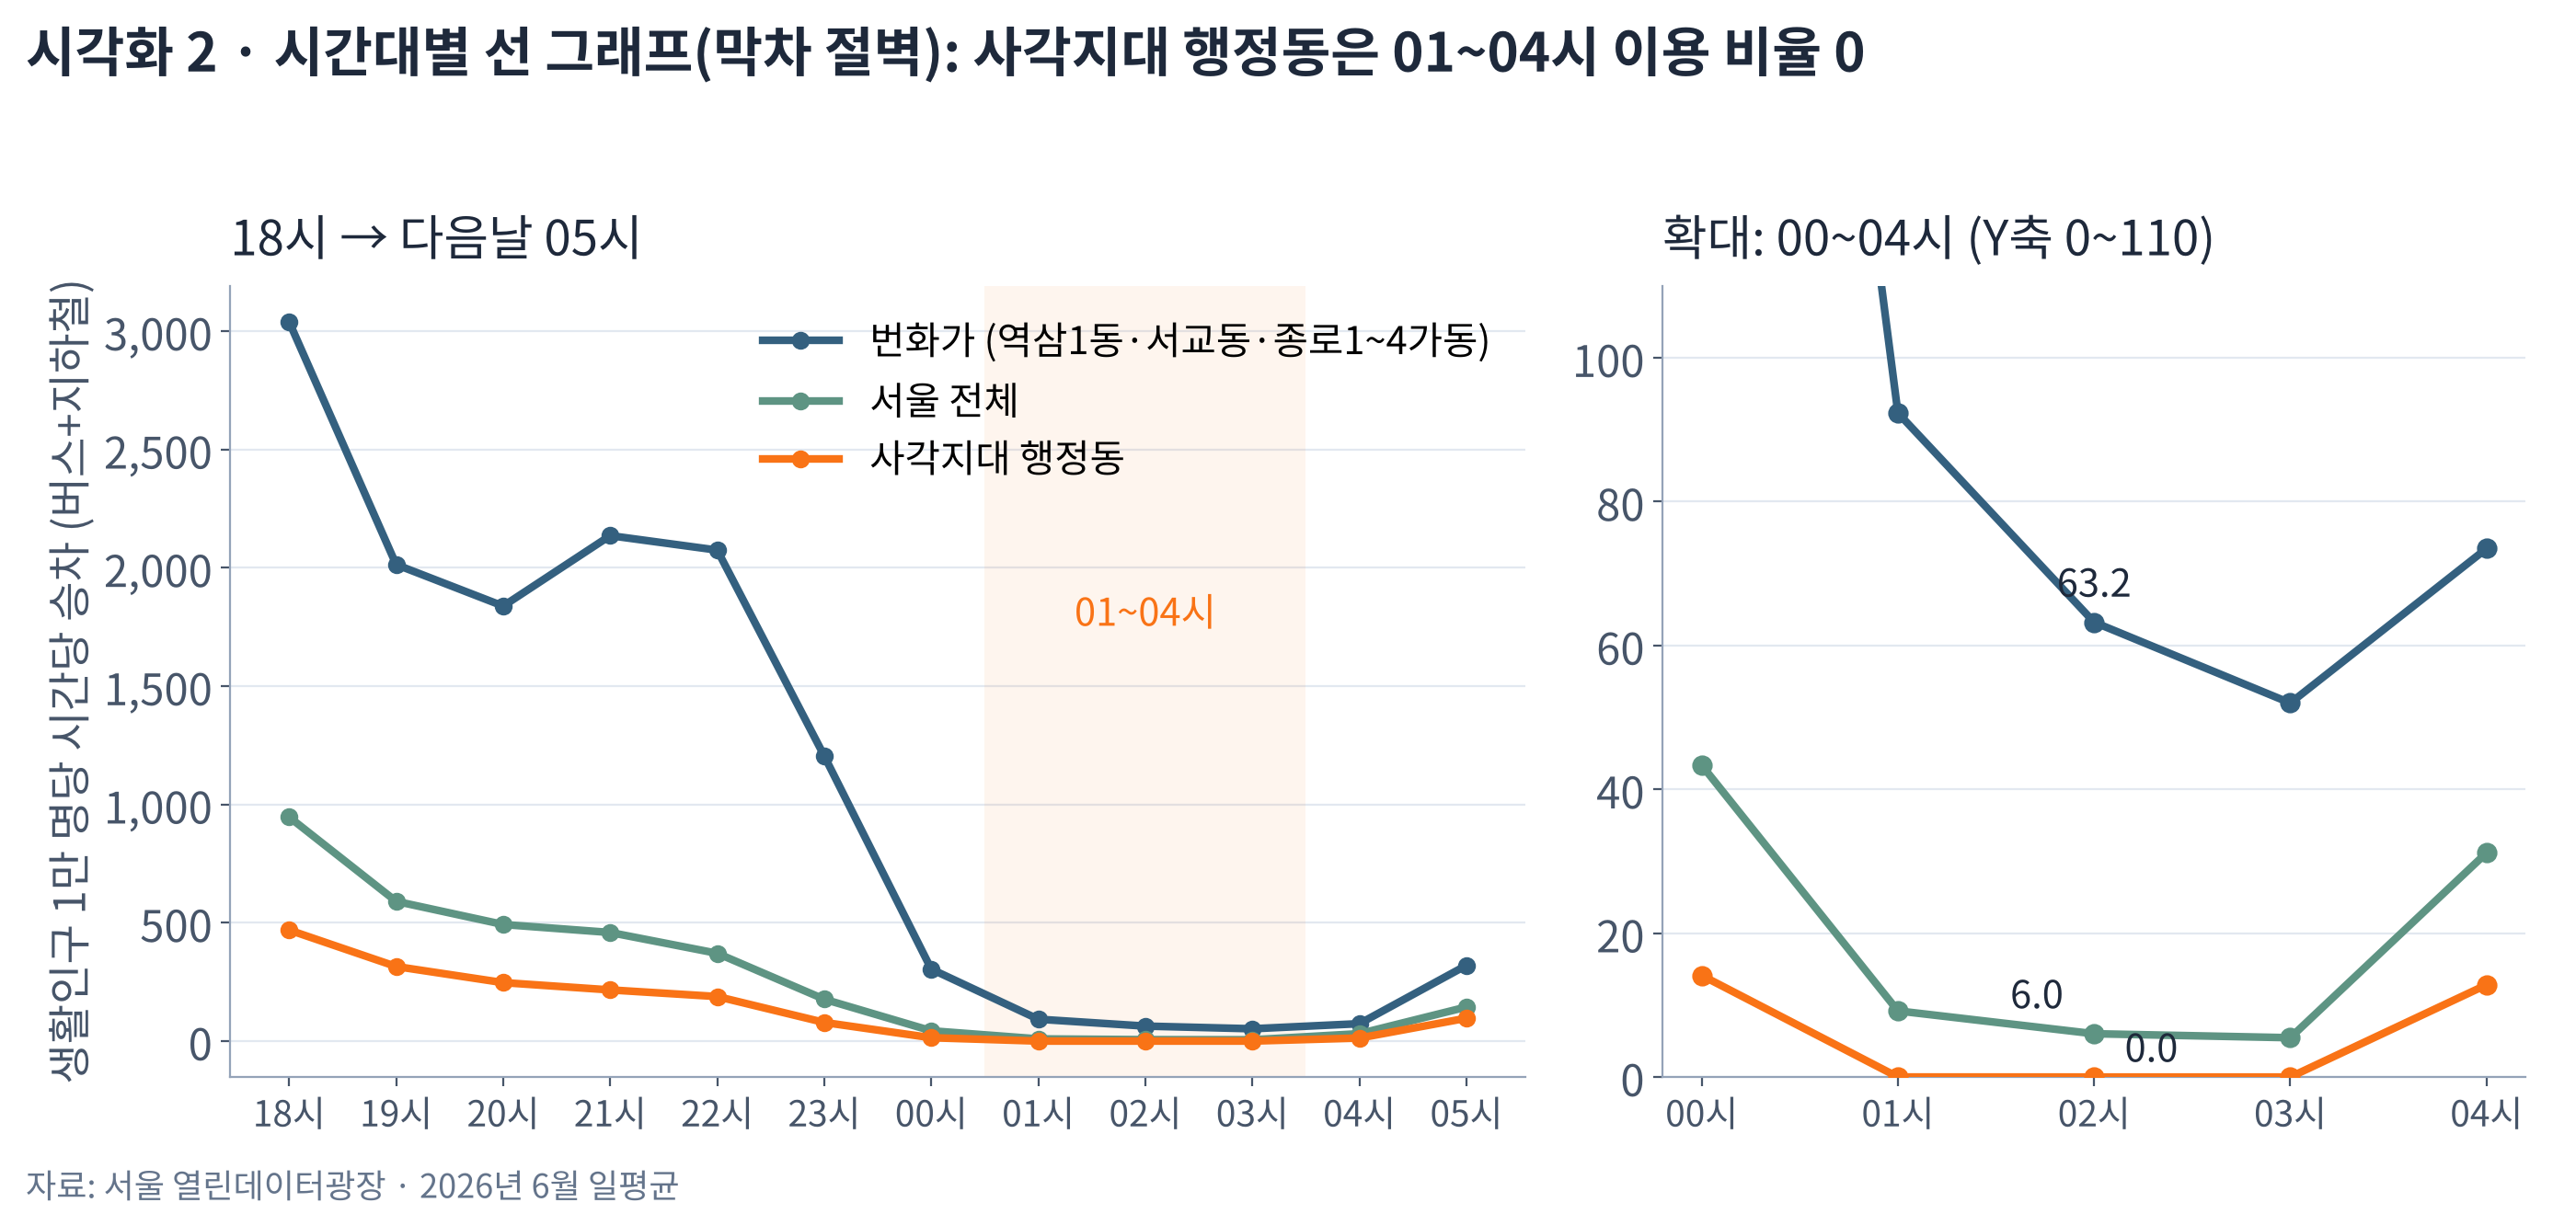 시각화 2 · 시간대별 선 그래프(막차 절벽): 사각지대 행정동은 01~04시 이용 비율 0
18시 → 다음날 05시
생활인구 1만 명당 시간당 승차 (버스+지하철)
3,000
2,500
2,000
1,500
1,000
500
0
번화가 (역삼1동·서교동·종로1~4가동)
서울 전체
사각지대 행정동
01~04시
18시 19시 20시 21시 22시 23시 00시 01시 02시 03시 04시 05시
확대: 00~04시 (Y축 0~110)
100
80
60
40
20
0
63.2
6.0
0.0
00시 01시 02시 03시 04시
자료: 서울 열린데이터광장 · 2026년 6월 일평균